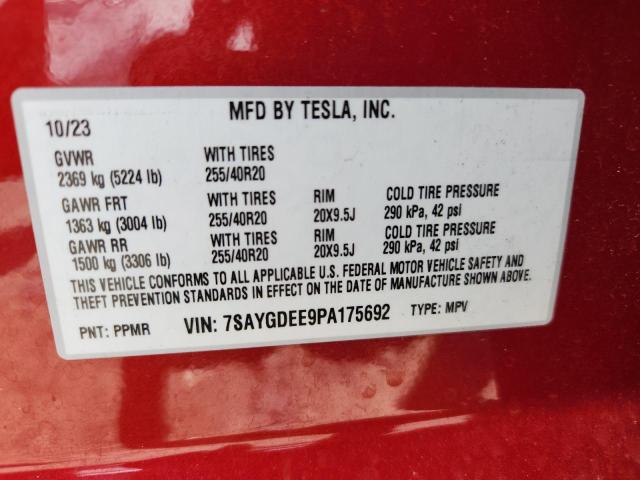 MFD BY TESLA, INC.
10/23
GVWR WITH TIRES
2369 kg (5224 lb) 255/40R20
GAWR FRT WITH TIRES RIM COLD TIRE PRESSURE
1363 kg (3004 lb) 255/40R20 20X9.5J 290 kPa, 42 psi
GAWR RR WITH TIRES RIM COLD TIRE PRESSURE
1500 kg (3306 lb) 255/40R20 20X9.5J 290 kPa, 42 psi
THIS VEHICLE CONFORMS TO ALL APPLICABLE U.S. FEDERAL MOTOR VEHICLE SAFETY AND
THEFT PREVENTION STANDARDS IN EFFECT ON THE DATE OF MANUFACTURE SHOWN ABOVE.
PNT: PPMR VIN: 7SAYGDEE9PA175692 TYPE: MPV